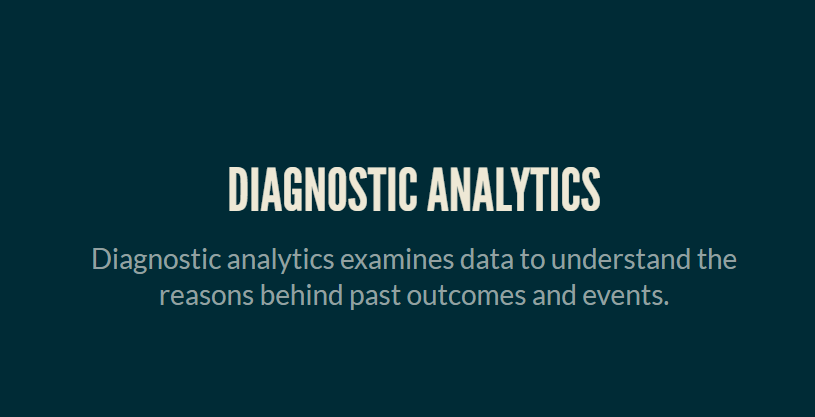 DIAGNOSTIC ANALYTICS
Diagnostic analytics examines data to understand the
reasons behind past outcomes and events.